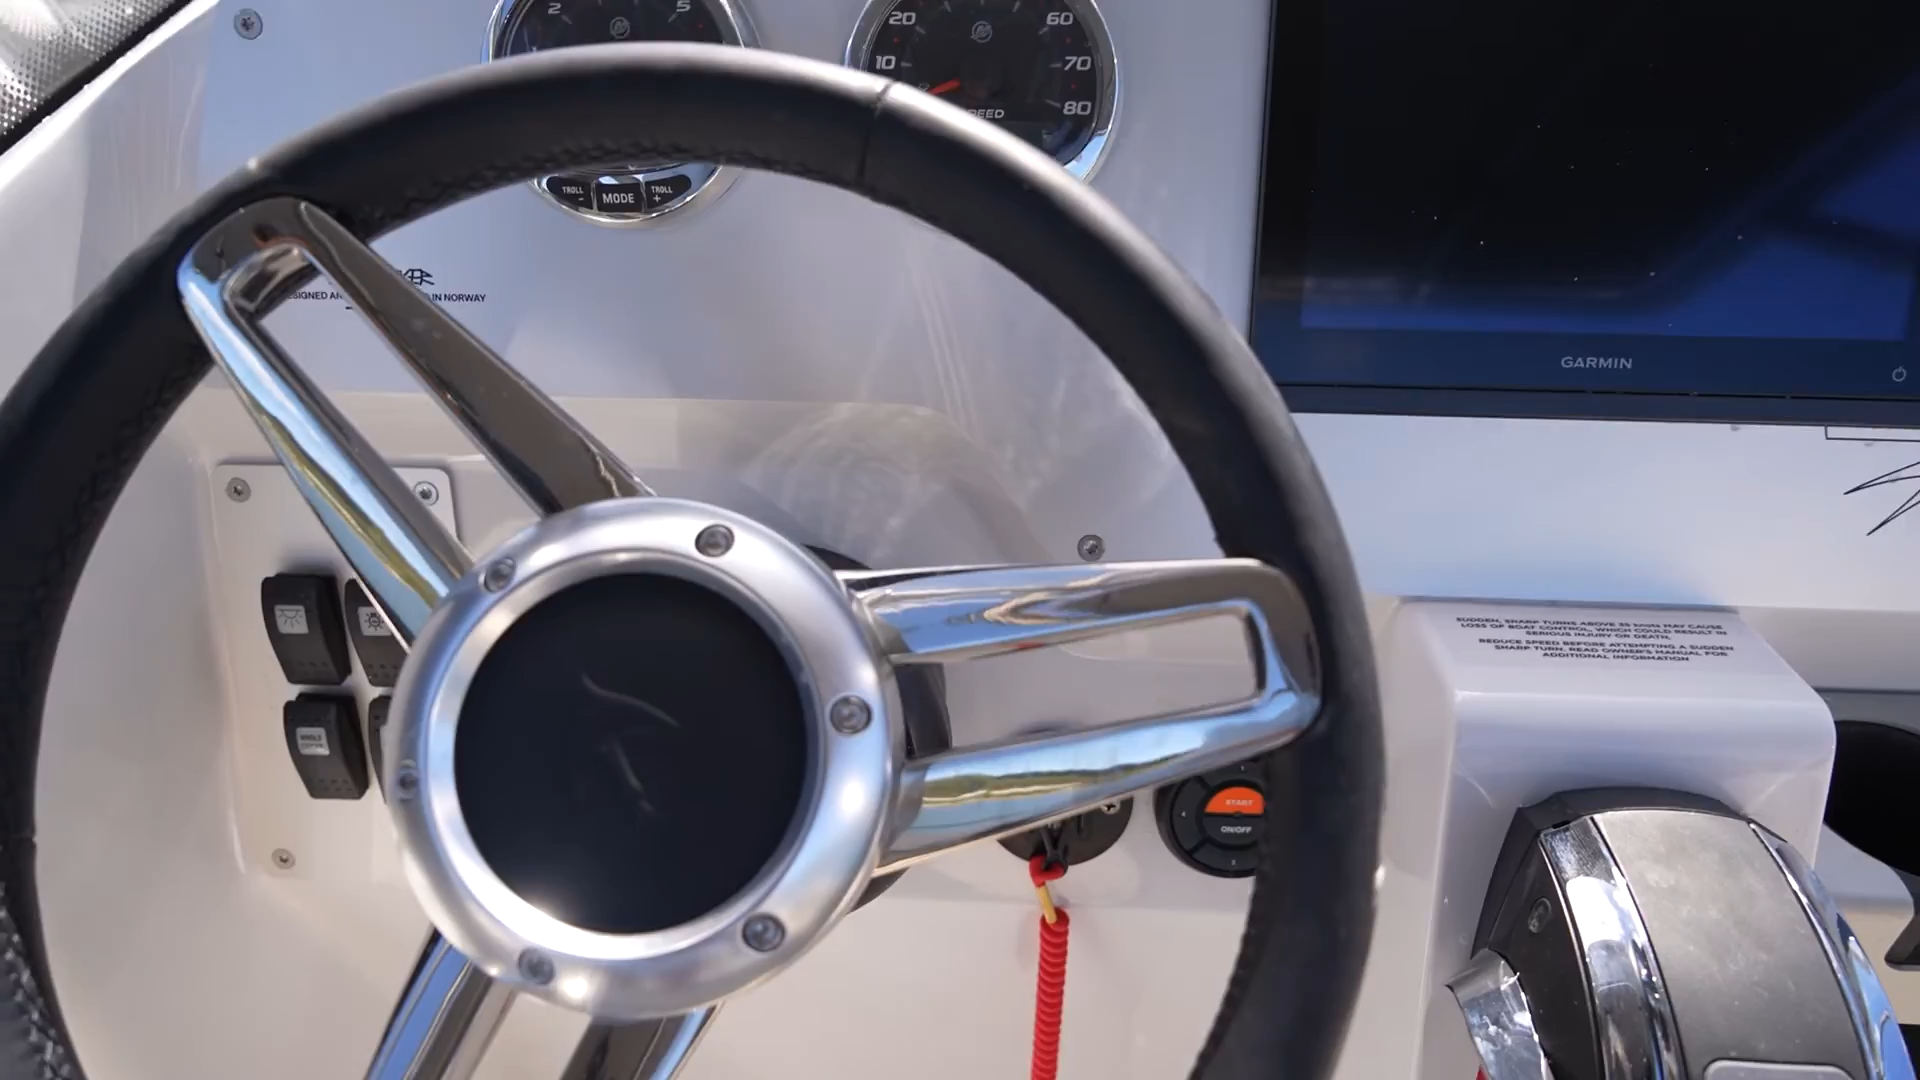 2 5
20 60
10 70
80
TROLL - MODE TROLL +
IN NORWAY
GARMIN
SUDDEN, SHARP TURNS ABOVE 35 knots MAY CAUSE
LOSS OF BOAT CONTROL, WHICH COULD RESULT IN
SERIOUS INJURY OR DEATH.
REDUCE SPEED BEFORE ATTEMPTING A SUDDEN
SHARP TURN. READ OWNER'S MANUAL FOR
ADDITIONAL INFORMATION
START
ON/OFF